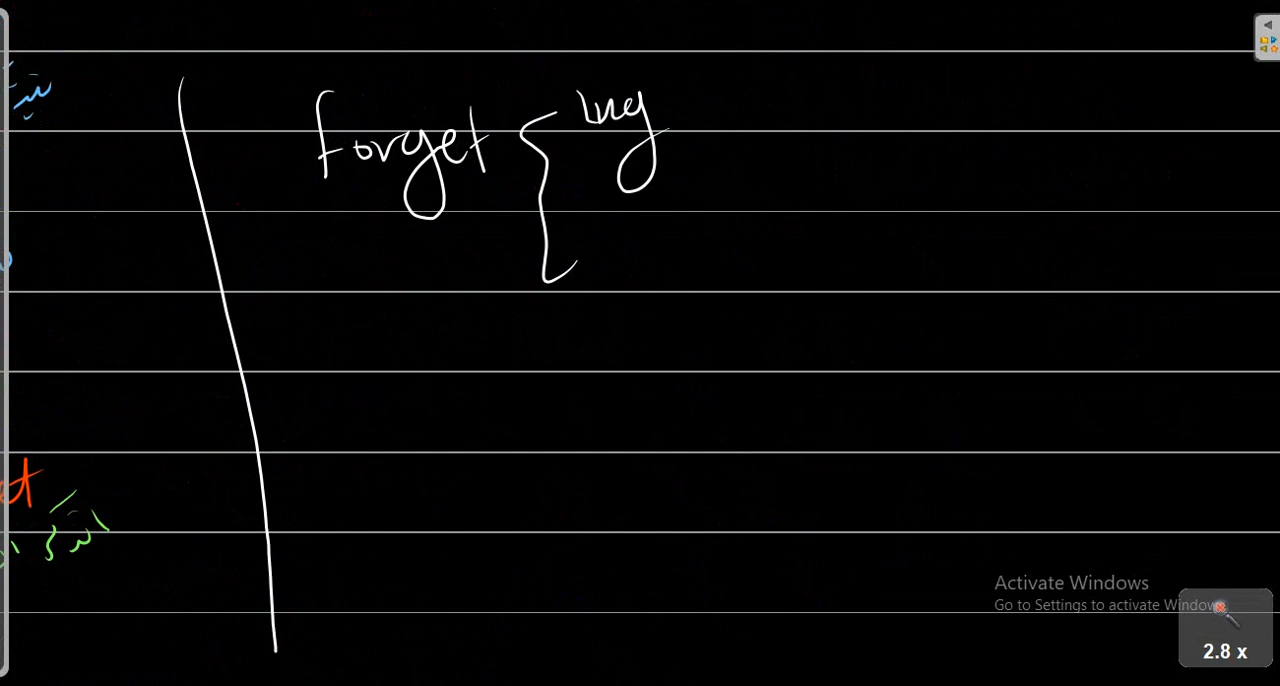 forget { ing
Activate Windows
Go to Settings to activate Windows
2.8 x